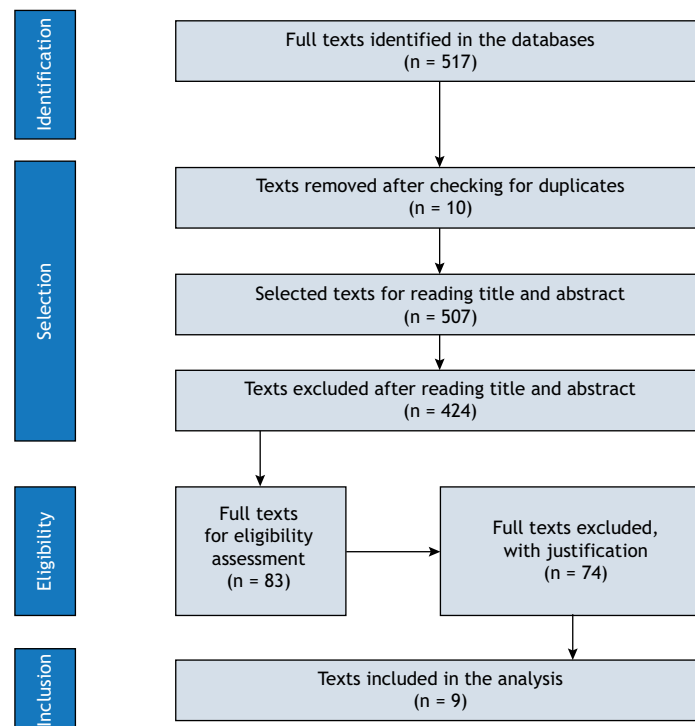 Identification
Full texts identified in the databases
(n = 517)
Selection
Texts removed after checking for duplicates
(n = 10)
Selected texts for reading title and abstract
(n = 507)
Texts excluded after reading title and abstract
(n = 424)
Eligibility
Full texts
for eligibility
assessment
(n = 83)
Full texts excluded,
with justification
(n = 74)
Inclusion
Texts included in the analysis
(n = 9)